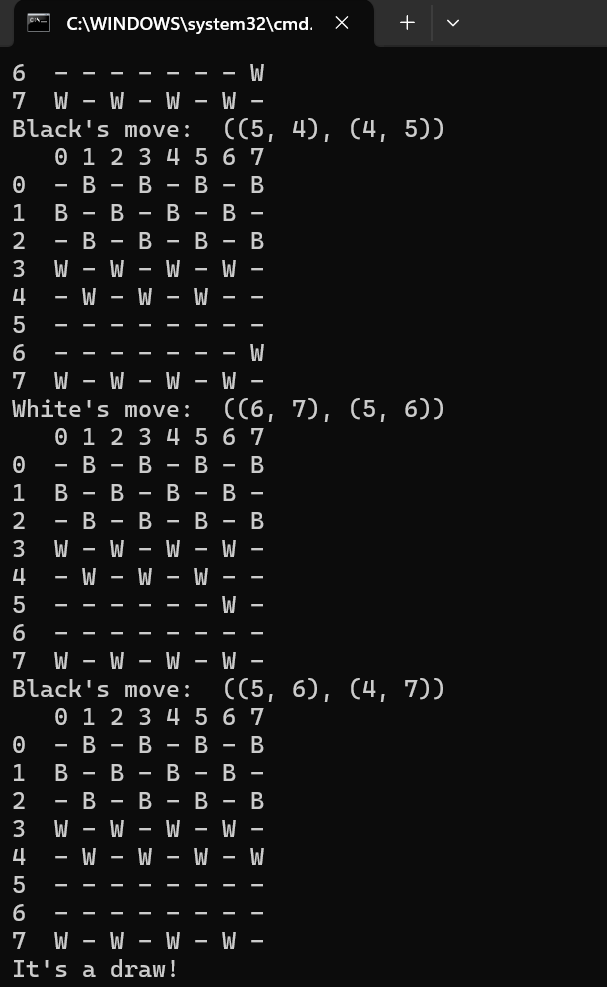 C:\WINDOWS\system32\cmd.
6  - - - - - - - W
7  W - W - W - W -
Black's move:  ((5, 4), (4, 5))
   0 1 2 3 4 5 6 7
0  - B - B - B - B
1  B - B - B - B -
2  - B - B - B - B
3  W - W - W - W -
4  - W - W - W - -
5  - - - - - - - -
6  - - - - - - - W
7  W - W - W - W -
White's move:  ((6, 7), (5, 6))
   0 1 2 3 4 5 6 7
0  - B - B - B - B
1  B - B - B - B -
2  - B - B - B - B
3  W - W - W - W -
4  - W - W - W - -
5  - - - - - - W -
6  - - - - - - - -
7  W - W - W - W -
Black's move:  ((5, 6), (4, 7))
   0 1 2 3 4 5 6 7
0  - B - B - B - B
1  B - B - B - B -
2  - B - B - B - B
3  W - W - W - W -
4  - W - W - W - W
5  - - - - - - - -
6  - - - - - - - -
7  W - W - W - W -
It's a draw!